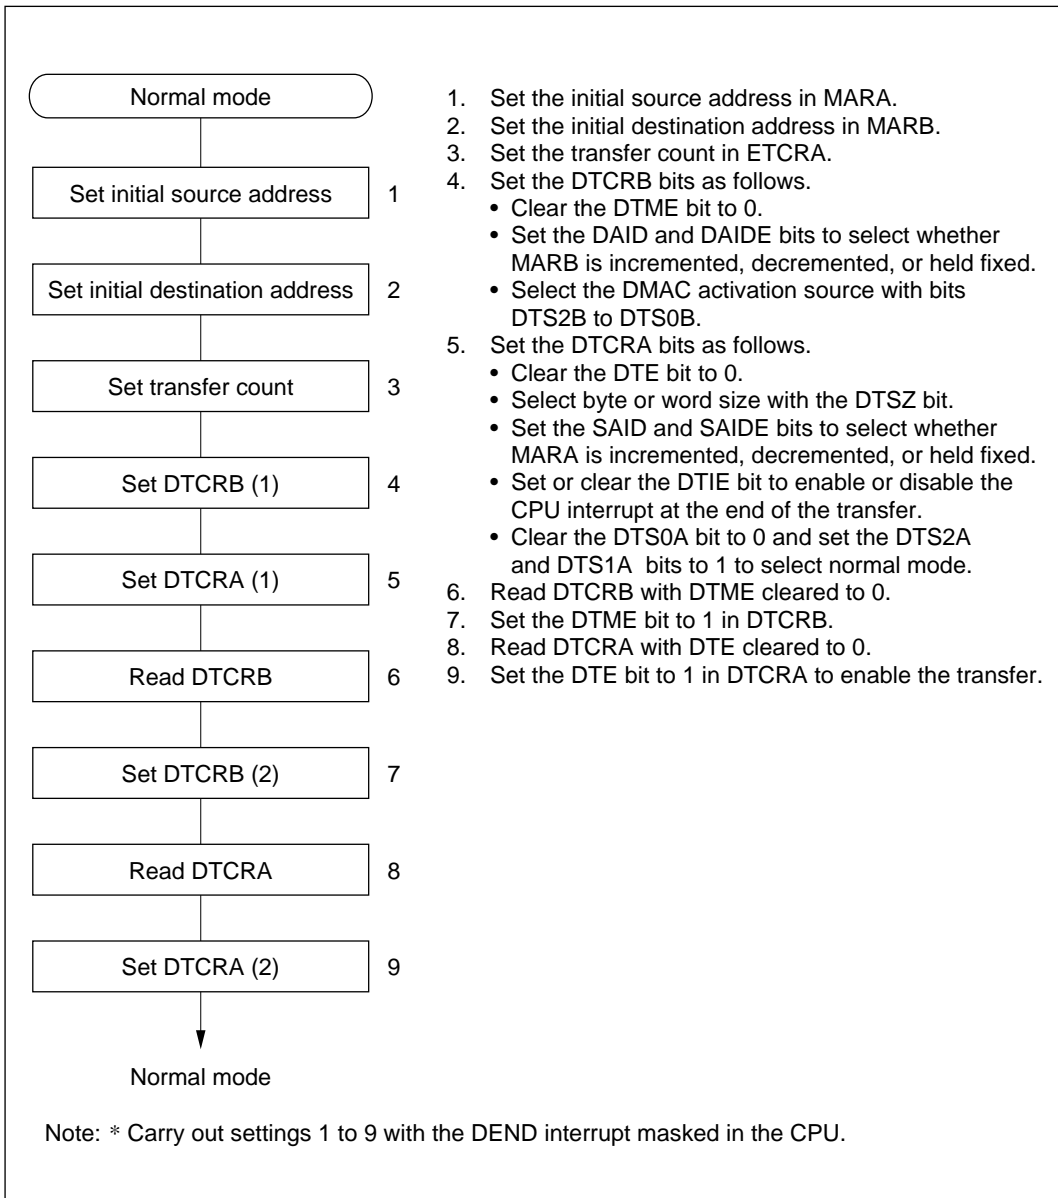 Normal mode
Set initial source address 1
Set initial destination address 2
Set transfer count 3
Set DTCRB (1) 4
Set DTCRA (1) 5
Read DTCRB 6
Set DTCRB (2) 7
Read DTCRA 8
Set DTCRA (2) 9
Normal mode
1. Set the initial source address in MARA.
2. Set the initial destination address in MARB.
3. Set the transfer count in ETCRA.
4. Set the DTCRB bits as follows.
• Clear the DTME bit to 0.
• Set the DAID and DAIDE bits to select whether
MARB is incremented, decremented, or held fixed.
• Select the DMAC activation source with bits
DTS2B to DTS0B.
5. Set the DTCRA bits as follows.
• Clear the DTE bit to 0.
• Select byte or word size with the DTSZ bit.
• Set the SAID and SAIDE bits to select whether
MARA is incremented, decremented, or held fixed.
• Set or clear the DTIE bit to enable or disable the
CPU interrupt at the end of the transfer.
• Clear the DTS0A bit to 0 and set the DTS2A
and DTS1A bits to 1 to select normal mode.
6. Read DTCRB with DTME cleared to 0.
7. Set the DTME bit to 1 in DTCRB.
8. Read DTCRA with DTE cleared to 0.
9. Set the DTE bit to 1 in DTCRA to enable the transfer.
Note: * Carry out settings 1 to 9 with the DEND interrupt masked in the CPU.